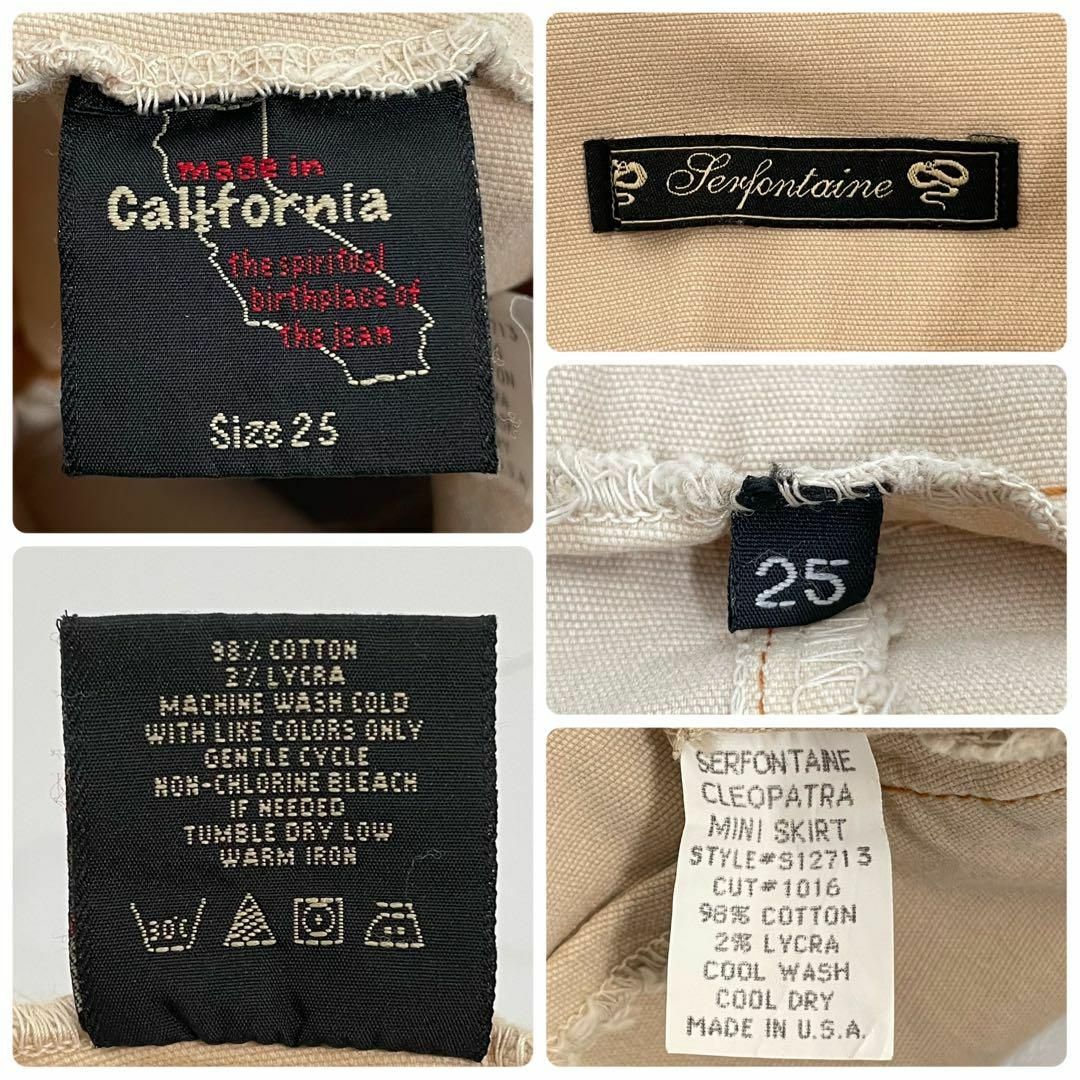 made in
California
the spiritual
birthplace of
the jean
Size 25
Serfontaine
25
98% COTTON
2% LYCRA
MACHINE WASH COLD
WITH LIKE COLORS ONLY
GENTLE CYCLE
NON-CHLORINE BLEACH
IF NEEDED
TUMBLE DRY LOW
WARM IRON
30C
SERFONTAINE
CLEOPATRA
MINI SKIRT
STYLE#S12713
CUT#1016
98% COTTON
2% LYCRA
COOL WASH
COOL DRY
MADE IN U.S.A.